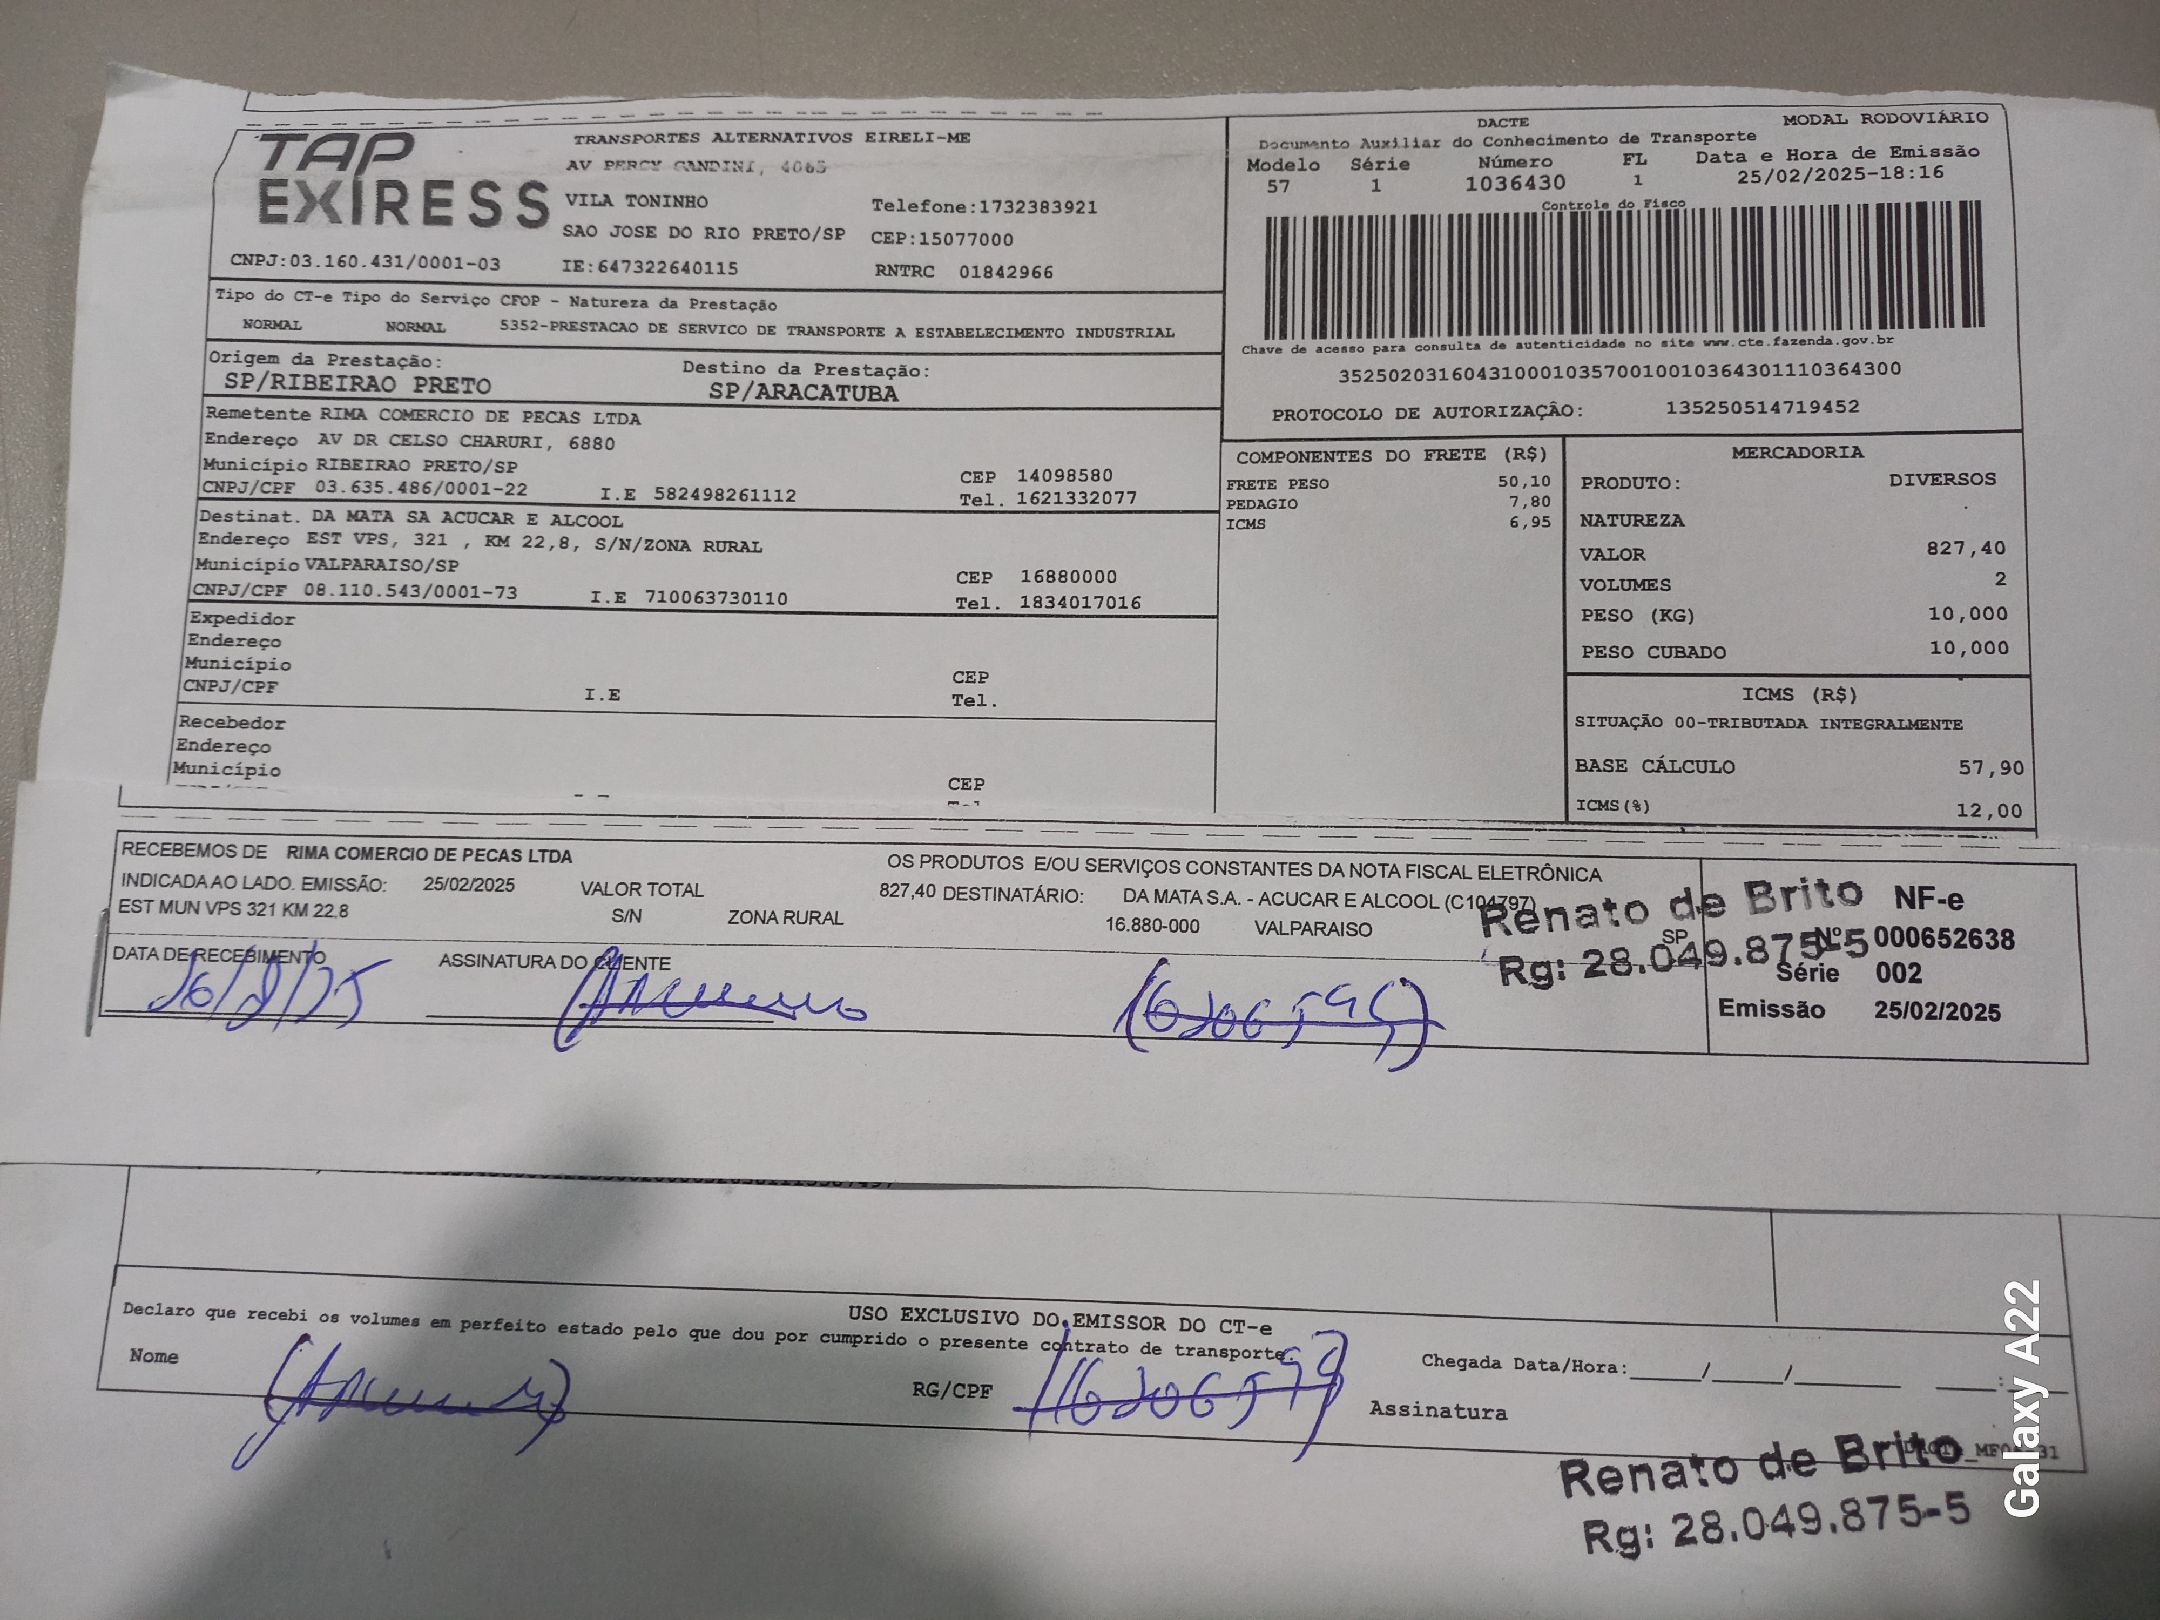 TAP
EXIRESS
TRANSPORTES ALTERNATIVOS EIRELI-ME
AV PERCY GANDINI, 4065
VILA TONINHO
Telefone:1732383921
SAO JOSE DO RIO PRETO/SP CEP:15077000
CNPJ:03.160.431/0001-03 IE:647322640115 RNTRC 01842966
DACTE MODAL RODOVIÁRIO
Documento Auxiliar do Conhecimento de Transporte
Modelo Série Número FL Data e Hora de Emissão
57 1 1036430 1 25/02/2025-18:16
Controle do Fisco
Chave de acesso para consulta de autenticidade no site www.cte.fazenda.gov.br
35250203160431000103570010010364301110364300
PROTOCOLO DE AUTORIZAÇÃO: 135250514719452
Tipo do CT-e Tipo do Serviço CFOP - Natureza da Prestação
NORMAL NORMAL 5352-PRESTACAO DE SERVICO DE TRANSPORTE A ESTABELECIMENTO INDUSTRIAL
Origem da Prestação: Destino da Prestação:
SP/RIBEIRAO PRETO SP/ARACATUBA
Remetente RIMA COMERCIO DE PECAS LTDA
Endereço AV DR CELSO CHARURI, 6880
Município RIBEIRAO PRETO/SP CEP 14098580
CNPJ/CPF 03.635.486/0001-22 I.E 582498261112 Tel. 1621332077
Destinat. DA MATA SA ACUCAR E ALCOOL
Endereço EST VPS, 321 , KM 22,8, S/N/ZONA RURAL
Município VALPARAISO/SP CEP 16880000
CNPJ/CPF 08.110.543/0001-73 I.E 710063730110 Tel. 1834017016
Expedidor
Endereço
Município CEP
CNPJ/CPF I.E Tel.
Recebedor
Endereço
Município CEP
COMPONENTES DO FRETE (R$)
FRETE PESO 50,10
PEDAGIO 7,80
ICMS 6,95
MERCADORIA
PRODUTO: DIVERSOS
NATUREZA
VALOR 827,40
VOLUMES 2
PESO (KG) 10,000
PESO CUBADO 10,000
ICMS (R$)
SITUAÇÃO 00-TRIBUTADA INTEGRALMENTE
BASE CÁLCULO 57,90
ICMS(%) 12,00
RECEBEMOS DE RIMA COMERCIO DE PECAS LTDA OS PRODUTOS E/OU SERVIÇOS CONSTANTES DA NOTA FISCAL ELETRÔNICA
INDICADA AO LADO. EMISSÃO: 25/02/2025 VALOR TOTAL 827,40 DESTINATÁRIO: DA MATA S.A. - ACUCAR E ALCOOL (C104797)
EST MUN VPS 321 KM 22,8 S/N ZONA RURAL 16.880-000 VALPARAISO SP
DATA DE RECEBIMENTO ASSINATURA DO CLIENTE
Renato de Brito
Rg: 28.049.875-5
NF-e
Nº 000652638
Série 002
Emissão 25/02/2025
USO EXCLUSIVO DO EMISSOR DO CT-e
Declaro que recebi os volumes em perfeito estado pelo que dou por cumprido o presente contrato de transporte.
Nome RG/CPF Chegada Data/Hora:_____/_____/_______ ____:____
Assinatura
Renato de Brito
Rg: 28.049.875-5
Galaxy A22